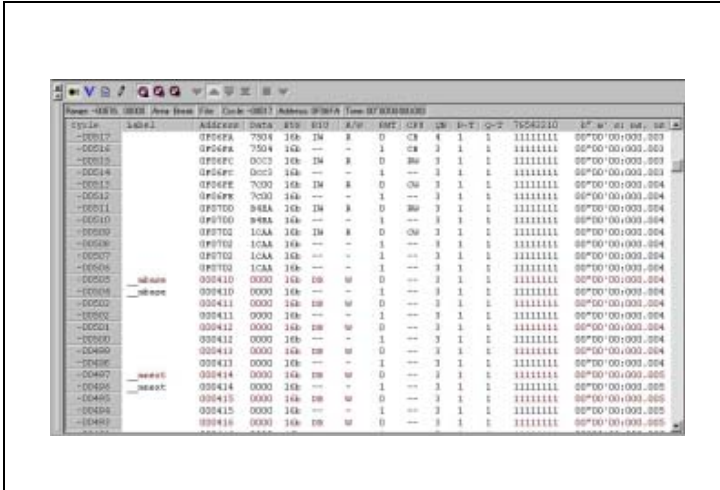 Cycle Label Address Data BUS BIU R/W RWT CPU QN B-T Q-T 76543210 h" m' s: ms. us
-00517 0F06FA 7504 16b IW R 0 CB 4 1 1 11111111 00"00'00:000.003
-00516 0F06FA 7504 16b -- - 1 CB 3 1 1 11111111 00"00'00:000.003
-00515 0F06FC 16b IW R 0 RW 3 1 1 11111111 00"00'00:000.003
-00514 0F06FC 16b -- - 1 -- 3 1 1 11111111 00"00'00:000.003
-00513 0F06FE 7C00 16b IW R 0 CW 3 1 1 11111111 00"00'00:000.004
-00512 0F06FE 7C00 16b -- - 1 -- 3 1 1 11111111 00"00'00:000.004
-00511 0F0700 16b IW R 0 RW 3 1 1 11111111 00"00'00:000.004
-00510 0F0700 16b -- - 1 -- 3 1 1 11111111 00"00'00:000.004
-00509 0F0702 1CAA 16b IW R 0 CW 3 1 1 11111111 00"00'00:000.004
-00508 0F0702 1CAA 16b -- - 1 -- 3 1 1 11111111 00"00'00:000.004
-00507 0F0702 1CAA 16b -- - 1 -- 3 1 1 11111111 00"00'00:000.004
-00506 0F0702 1CAA 16b -- - 1 -- 3 1 1 11111111 00"00'00:000.004
-00505 __mbase 000410 0000 16b DB W 0 -- 3 1 1 11111111 00"00'00:000.004
-00504 __mbase 000410 0000 16b -- - 1 -- 3 1 1 11111111 00"00'00:000.004
-00503 000411 0000 16b DB W 0 -- 3 1 1 11111111 00"00'00:000.004
-00502 000411 0000 16b -- - 1 -- 3 1 1 11111111 00"00'00:000.004
-00501 000412 0000 16b DB W 0 -- 3 1 1 11111111 00"00'00:000.004
-00500 000412 0000 16b -- - 1 -- 3 1 1 11111111 00"00'00:000.004
-00499 000413 0000 16b DB W 0 -- 3 1 1 11111111 00"00'00:000.004
-00498 000413 0000 16b -- - 1 -- 3 1 1 11111111 00"00'00:000.004
-00497 __mnext 000414 0000 16b DB W 0 -- 3 1 1 11111111 00"00'00:000.005
-00496 __mnext 000414 0000 16b -- - 1 -- 3 1 1 11111111 00"00'00:000.005
-00495 000415 0000 16b DB W 0 -- 3 1 1 11111111 00"00'00:000.005
-00494 000415 0000 16b -- - 1 -- 3 1 1 11111111 00"00'00:000.005
-00493 000416 0000 16b DB W 0 -- 3 1 1 11111111 00"00'00:000.005